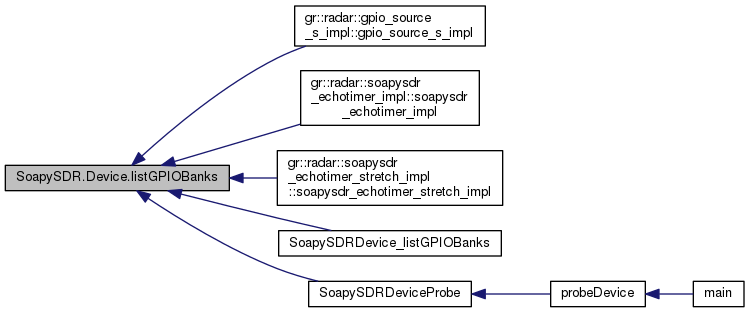 gr::radar::gpio_source
_s_impl::gpio_source_s_impl
gr::radar::soapysdr
_echotimer_impl::soapysdr
_echotimer_impl
gr::radar::soapysdr
_echotimer_stretch_impl
::soapysdr_echotimer_stretch_impl
SoapySDR.Device.listGPIOBanks
SoapySDRDevice_listGPIOBanks
SoapySDRDeviceProbe
probeDevice
main